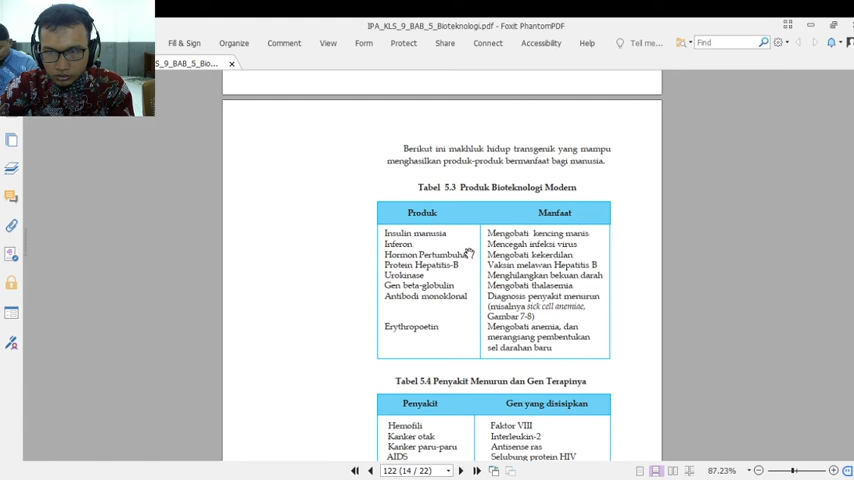 IPA_KLS_9_BAB_5_Bioteknologi.pdf - Foxit PhantomPDF
Fill & Sign Organize Comment View Form Protect Share Connect Accessibility Help Tell me... Find
S_9_BAB_5_Bio...
Berikut ini makhluk hidup transgenik yang mampu
menghasilkan produk-produk bermanfaat bagi manusia.
Tabel 5.3 Produk Bioteknologi Modern
Produk Manfaat
Insulin manusia Mengobati kencing manis
Inferon Mencegah infeksi virus
Hormon Pertumbuha Mengobati kekerdilan
Protein Hepatitis-B Vaksin melawan Hepatitis B
Urokinase Menghilangkan bekuan darah
Gen beta-globulin Mengobati thalasemia
Antibodi monoklonal Diagnosis penyakit menurun
(misalnya sick cell anemiae,
Gambar 7-8)
Erythropoetin Mengobati anemia, dan
merangsang pembentukan
sel darahan baru
Tabel 5.4 Penyakit Menurun dan Gen Terapinya
Penyakit Gen yang disisipkan
Hemofili Faktor VIII
Kanker otak Interleukin-2
Kanker paru-paru Antisense ras
AIDS Selubung protein HIV
122 (14 / 22) 87.23%